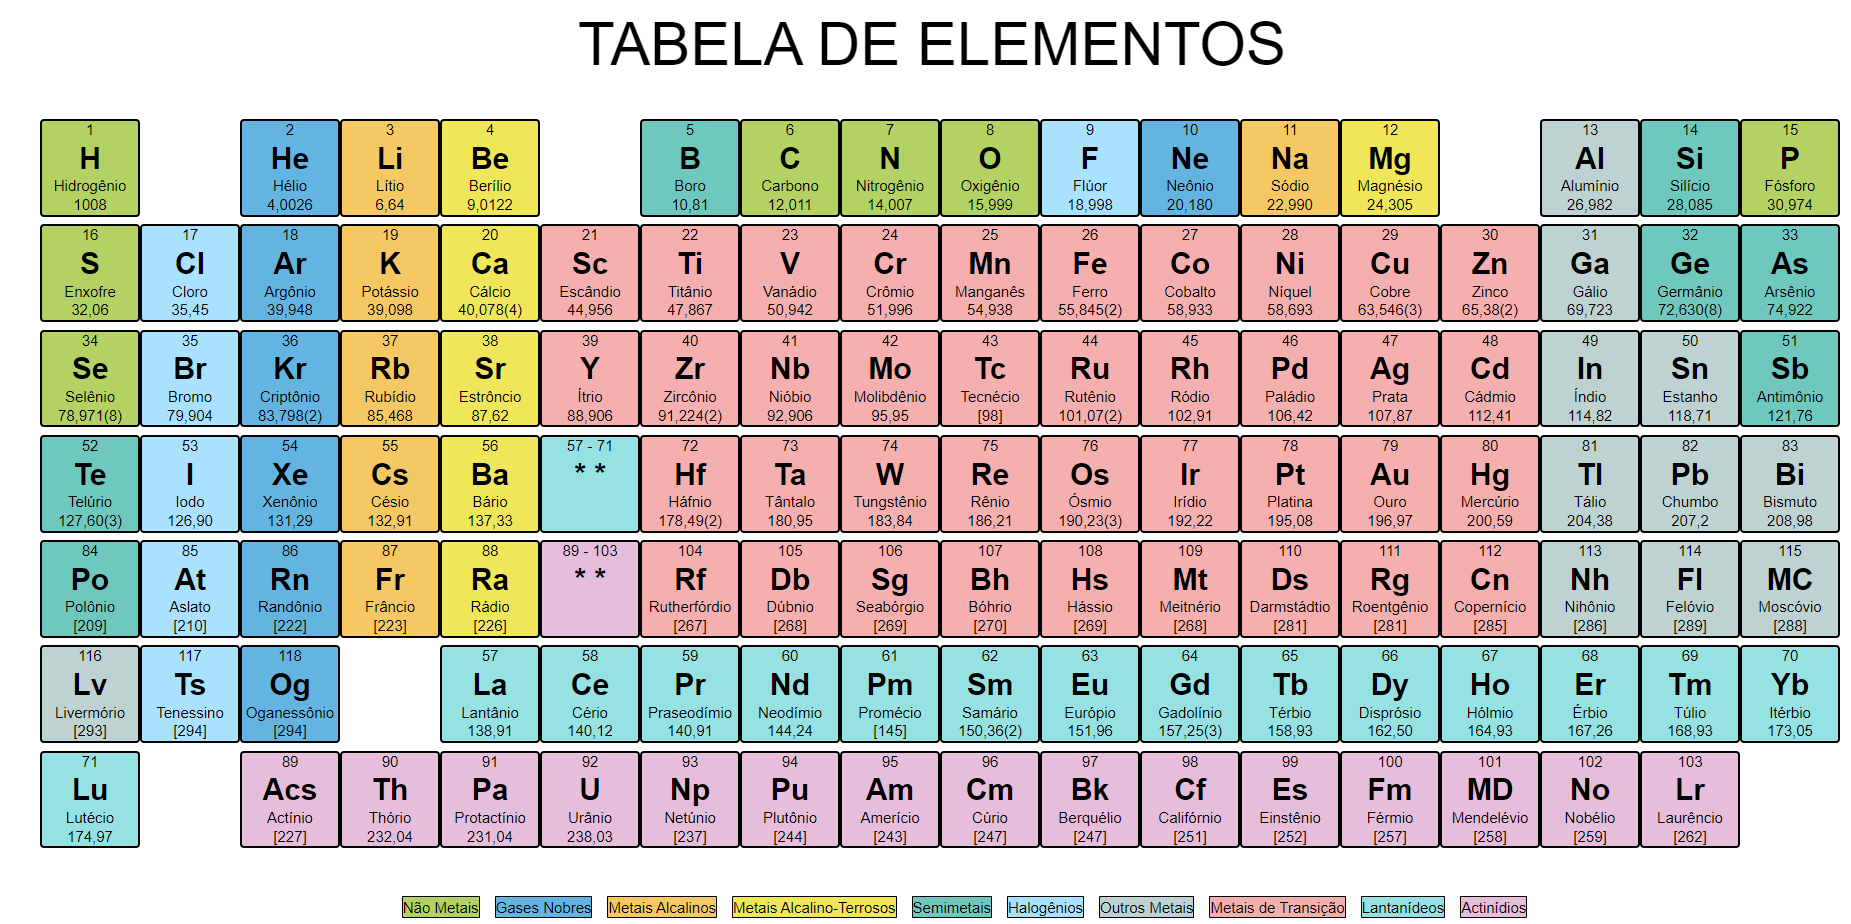 TABELA DE ELEMENTOS
1 2 3 4 5 6 7 8 9 10 11 12 13 14 15
H He Li Be B C N O F Ne Na Mg Al Si P
Hidrogênio Hélio Lítio Berílio Boro Carbono Nitrogênio Oxigênio Flúor Neônio Sódio Magnésio Alumínio Silício Fósforo
1008 4,0026 6,64 9,0122 10,81 12,011 14,007 15,999 18,998 20,180 22,990 24,305 26,982 28,085 30,974
16 17 18 19 20 21 22 23 24 25 26 27 28 29 30 31 32 33
S Cl Ar K Ca Sc Ti V Cr Mn Fe Co Ni Cu Zn Ga Ge As
Enxofre Cloro Argônio Potássio Cálcio Escândio Titânio Vanádio Crômio Manganês Ferro Cobalto Níquel Cobre Zinco Gálio Germânio Arsênio
32,06 35,45 39,948 39,098 40,078(4) 44,956 47,867 50,942 51,996 54,938 55,845(2) 58,933 58,693 63,546(3) 65,38(2) 69,723 72,630(8) 74,922
34 35 36 37 38 39 40 41 42 43 44 45 46 47 48 49 50 51
Se Br Kr Rb Sr Y Zr Nb Mo Tc Ru Rh Pd Ag Cd In Sn Sb
Selênio Bromo Criptônio Rubídio Estrôncio Ítrio Zircônio Nióbio Molibdênio Tecnécio Rutênio Ródio Paládio Prata Cádmio Índio Estanho Antimônio
78,971(8) 79,904 83,798(2) 85,468 87,62 88,906 91,224(2) 92,906 95,95 [98] 101,07(2) 102,91 106,42 107,87 112,41 114,82 118,71 121,76
52 53 54 55 56 57 - 71 72 73 74 75 76 77 78 79 80 81 82 83
Te I Xe Cs Ba * * Hf Ta W Re Os Ir Pt Au Hg Tl Pb Bi
Telúrio Iodo Xenônio Césio Bário Háfnio Tântalo Tungstênio Rênio Ósmio Irídio Platina Ouro Mercúrio Tálio Chumbo Bismuto
127,60(3) 126,90 131,29 132,91 137,33 178,49(2) 180,95 183,84 186,21 190,23(3) 192,22 195,08 196,97 200,59 204,38 207,2 208,98
84 85 86 87 88 89 - 103 104 105 106 107 108 109 110 111 112 113 114 115
Po At Rn Fr Ra * * Rf Db Sg Bh Hs Mt Ds Rg Cn Nh Fl MC
Polônio Aslato Randônio Frâncio Rádio Rutherfórdio Dúbnio Seabórgio Bóhrio Hássio Meitnério Darmstádtio Roentgênio Copernício Nihônio Felóvio Moscóvio
[209] [210] [222] [223] [226] [267] [268] [269] [270] [269] [268] [281] [281] [285] [286] [289] [288]
116 117 118 57 58 59 60 61 62 63 64 65 66 67 68 69 70
Lv Ts Og La Ce Pr Nd Pm Sm Eu Gd Tb Dy Ho Er Tm Yb
Livermório Tenessino Oganessônio Lantânio Cério Praseodímio Neodímio Promécio Samário Európio Gadolínio Térbio Disprósio Hólmio Érbio Túlio Itérbio
[293] [294] [294] 138,91 140,12 140,91 144,24 [145] 150,36(2) 151,96 157,25(3) 158,93 162,50 164,93 167,26 168,93 173,05
71 89 90 91 92 93 94 95 96 97 98 99 100 101 102 103
Lu Acs Th Pa U Np Pu Am Cm Bk Cf Es Fm MD No Lr
Lutécio Actínio Thório Protactínio Urânio Netúnio Plutônio Amerício Cúrio Berquélio Califórnio Einstênio Férmio Mendelévio Nobélio Laurêncio
174,97 [227] 232,04 231,04 238,03 [237] [244] [243] [247] [247] [251] [252] [257] [258] [259] [262]
Não Metais Gases Nobres Metais Alcalinos Metais Alcalino-Terrosos Semimetais Halogênios Outros Metais Metais de Transição Lantanídeos Actinídios